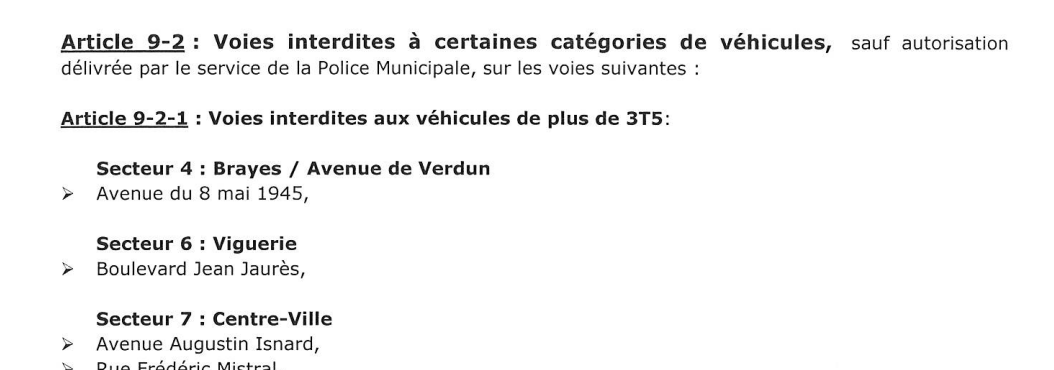 Article 9-2 : Voies interdites à certaines catégories de véhicules, sauf autorisation
délivrée par le service de la Police Municipale, sur les voies suivantes :
Article 9-2-1 : Voies interdites aux véhicules de plus de 3T5:
Secteur 4 : Brayes / Avenue de Verdun
➢ Avenue du 8 mai 1945,
Secteur 6 : Viguerie
➢ Boulevard Jean Jaurès,
Secteur 7 : Centre-Ville
➢ Avenue Augustin Isnard,
➢ Rue Frédéric Mistral,